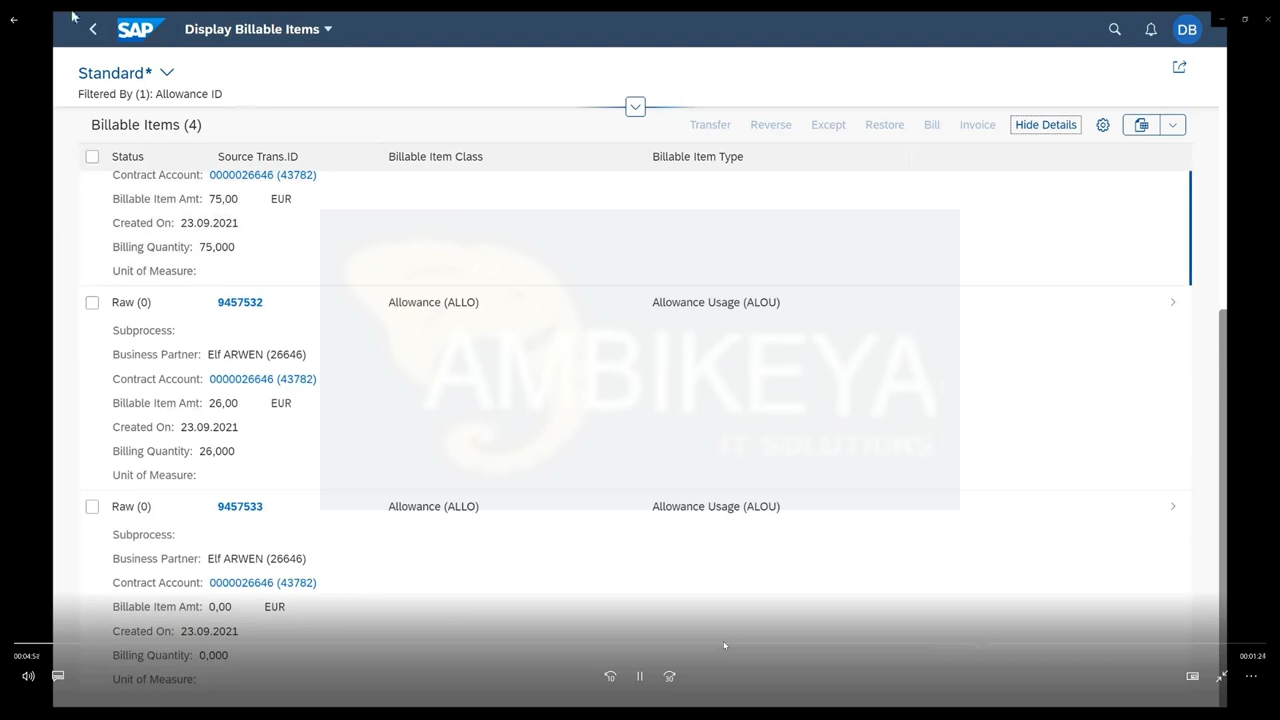 SAP Display Billable Items DB
Standard*
Filtered By (1): Allowance ID
Billable Items (4) Transfer Reverse Except Restore Bill Invoice Hide Details
Status Source Trans.ID Billable Item Class Billable Item Type
Contract Account: 0000026646 (43782)
Billable Item Amt: 75,00 EUR
Created On: 23.09.2021
Billing Quantity: 75,000
Unit of Measure:
Raw (0) 9457532 Allowance (ALLO) Allowance Usage (ALOU)
Subprocess:
Business Partner: Elf ARWEN (26646)
Contract Account: 0000026646 (43782)
Billable Item Amt: 26,00 EUR
Created On: 23.09.2021
Billing Quantity: 26,000
Unit of Measure:
AMBIKEYA
IT SOLUTIONS
Raw (0) 9457533 Allowance (ALLO) Allowance Usage (ALOU)
Subprocess:
Business Partner: Elf ARWEN (26646)
Contract Account: 0000026646 (43782)
Billable Item Amt: 0,00 EUR
Created On: 23.09.2021
Billing Quantity: 0,000
Unit of Measure:
10 30